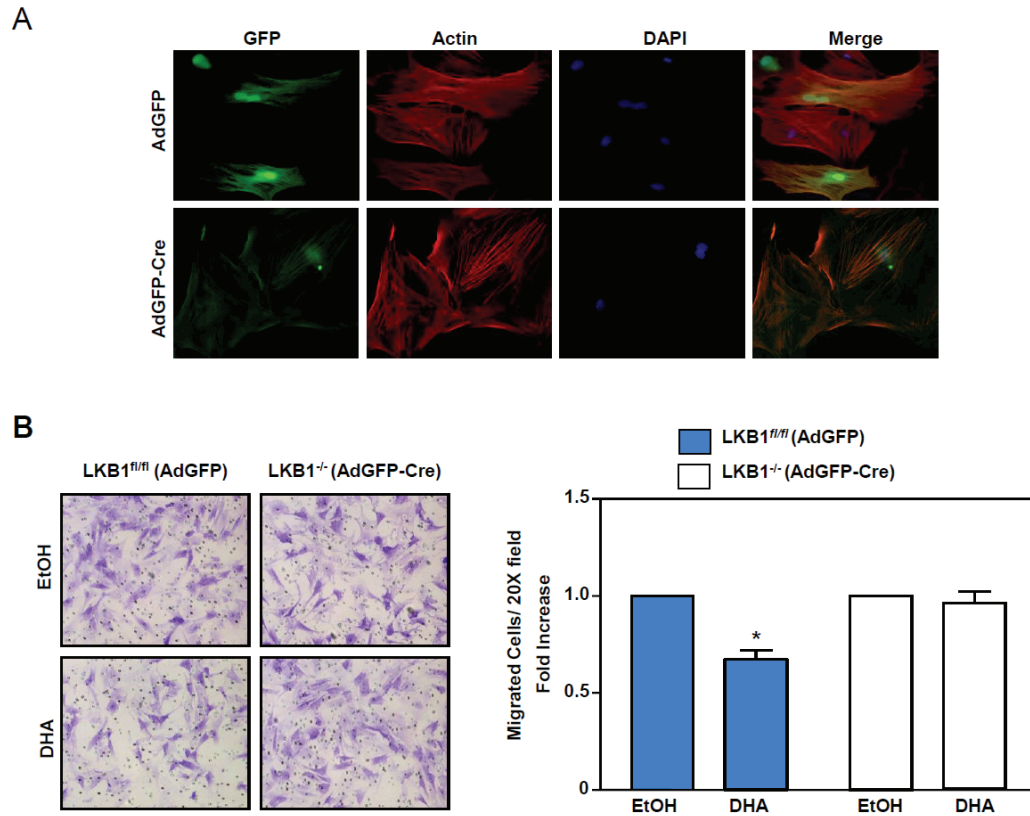 A
GFP Actin DAPI Merge
AdGFP
AdGFP-Cre
B
LKB1fl/fl (AdGFP) LKB1-/- (AdGFP-Cre)
EtOH
DHA
LKB1fl/fl (AdGFP)
LKB1-/- (AdGFP-Cre)
Migrated Cells/ 20X field
Fold Increase
1.5
1.0
0.5
0
*
EtOH DHA EtOH DHA